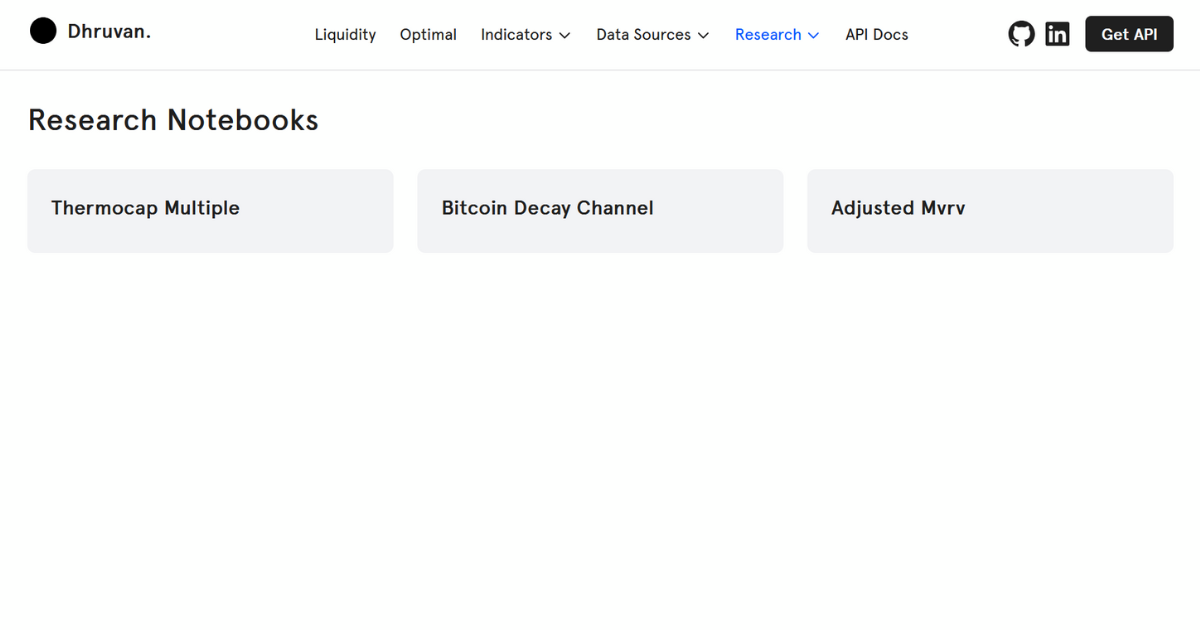 Dhruvan.
Liquidity Optimal Indicators Data Sources Research API Docs
in
Get API
Research Notebooks
Thermocap Multiple
Bitcoin Decay Channel
Adjusted Mvrv